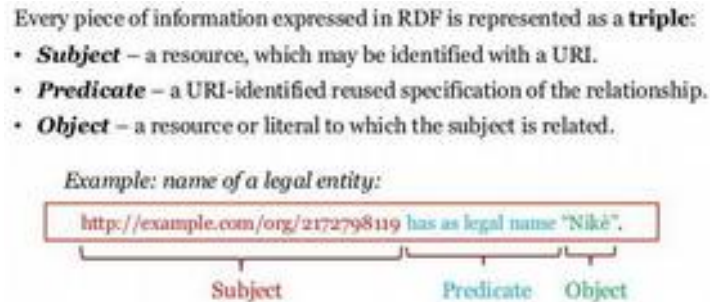 Every piece of information expressed in RDF is represented as a triple:
• Subject – a resource, which may be identified with a URI.
• Predicate – a URI-identified reused specification of the relationship.
• Object – a resource or literal to which the subject is related.
Example: name of a legal entity:
http://example.com/org/2172798119 has as legal name "Nikè".
Subject Predicate Object